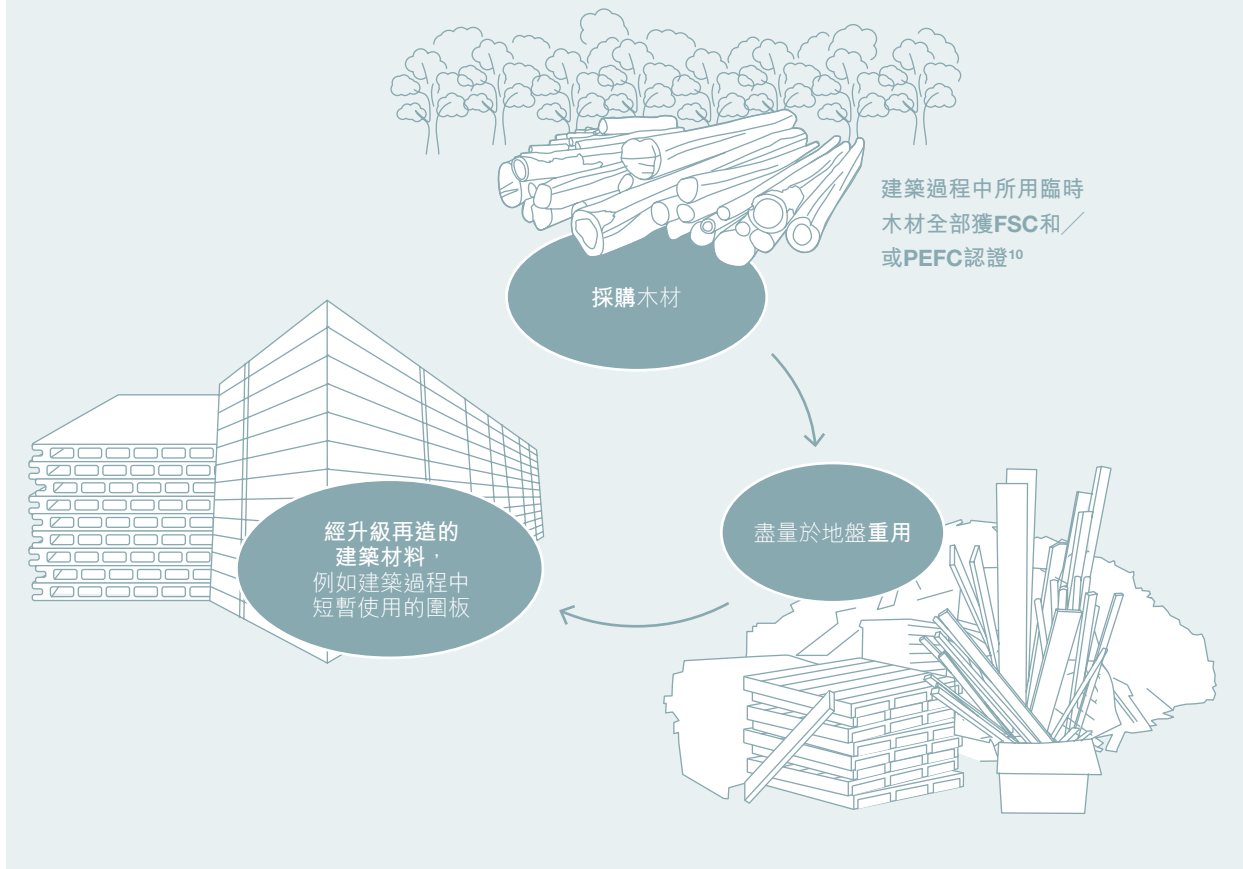 建築過程中所用臨時
木材全部獲FSC和／
或PEFC認證¹⁰
採購木材
盡量於地盤重用
經升級再造的
建築材料，
例如建築過程中
短暫使用的圍板